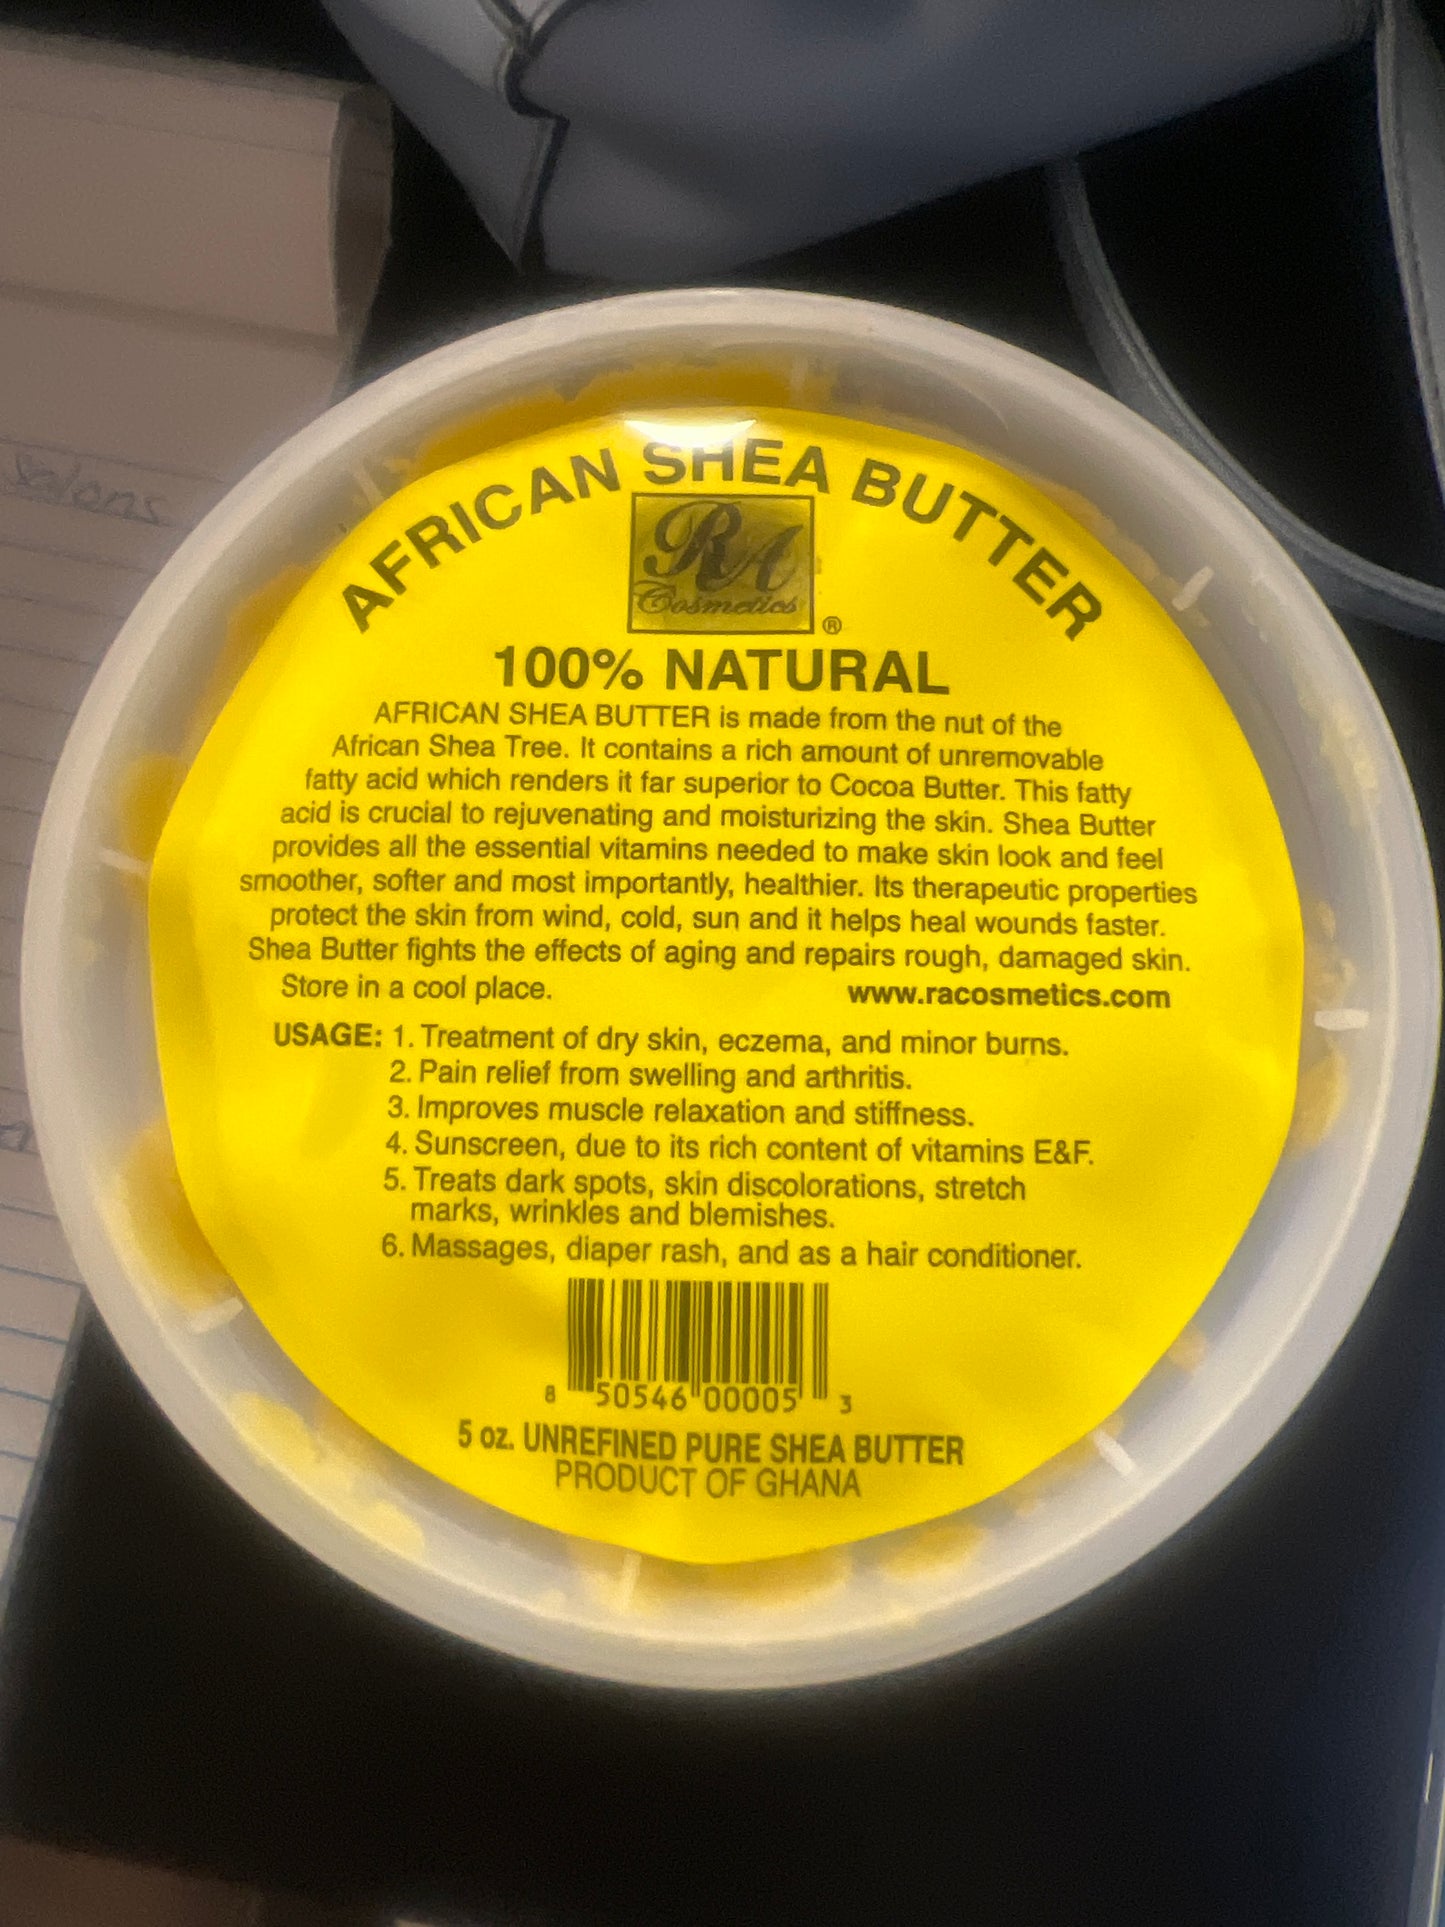 Salons
AFRICAN SHEA BUTTER
RA
Cosmetics
®
100% NATURAL
AFRICAN SHEA BUTTER is made from the nut of the
African Shea Tree. It contains a rich amount of unremovable
fatty acid which renders it far superior to Cocoa Butter. This fatty
acid is crucial to rejuvenating and moisturizing the skin. Shea Butter
provides all the essential vitamins needed to make skin look and feel
smoother, softer and most importantly, healthier. Its therapeutic properties
protect the skin from wind, cold, sun and it helps heal wounds faster.
Shea Butter fights the effects of aging and repairs rough, damaged skin.
Store in a cool place. www.racosmetics.com
USAGE: 1. Treatment of dry skin, eczema, and minor burns.
2. Pain relief from swelling and arthritis.
3. Improves muscle relaxation and stiffness.
4. Sunscreen, due to its rich content of vitamins E&F.
5. Treats dark spots, skin discolorations, stretch
marks, wrinkles and blemishes.
6. Massages, diaper rash, and as a hair conditioner.
8 50546 00005 3
5 oz. UNREFINED PURE SHEA BUTTER
PRODUCT OF GHANA